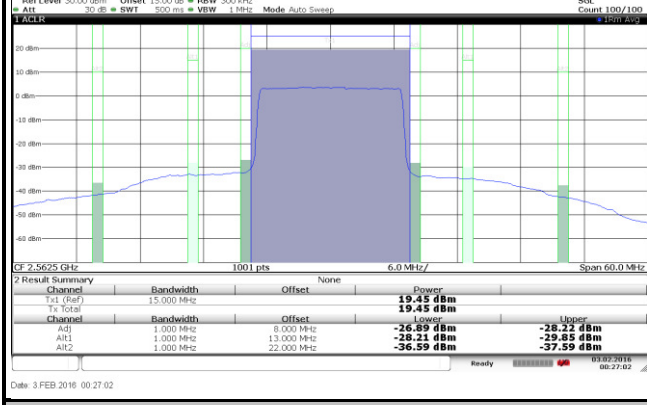 Ref Level 30.00 dBm Offset 15.00 dB RBW 300 kHz SGL
Att 30 dB SWT 500 ms VBW 1 MHz Mode Auto Sweep Count 100/100
1 ACLR 1Rm Avg
20 dBm
10 dBm
0 dBm
-10 dBm
-20 dBm
-30 dBm
-40 dBm
-50 dBm
-60 dBm
CF 2.5625 GHz 1001 pts 6.0 MHz/ Span 60.0 MHz
2 Result Summary None
Channel Bandwidth Offset Power
Tx1 (Ref) 15.000 MHz 19.45 dBm
Tx Total 19.45 dBm
Channel Bandwidth Offset Lower Upper
Adj 1.000 MHz 8.000 MHz -26.89 dBm -28.22 dBm
Alt1 1.000 MHz 13.000 MHz -28.21 dBm -29.85 dBm
Alt2 1.000 MHz 22.000 MHz -36.59 dBm -37.59 dBm
Ready 03.02.2016
00:27:02
Date: 3.FEB.2016 00:27:02